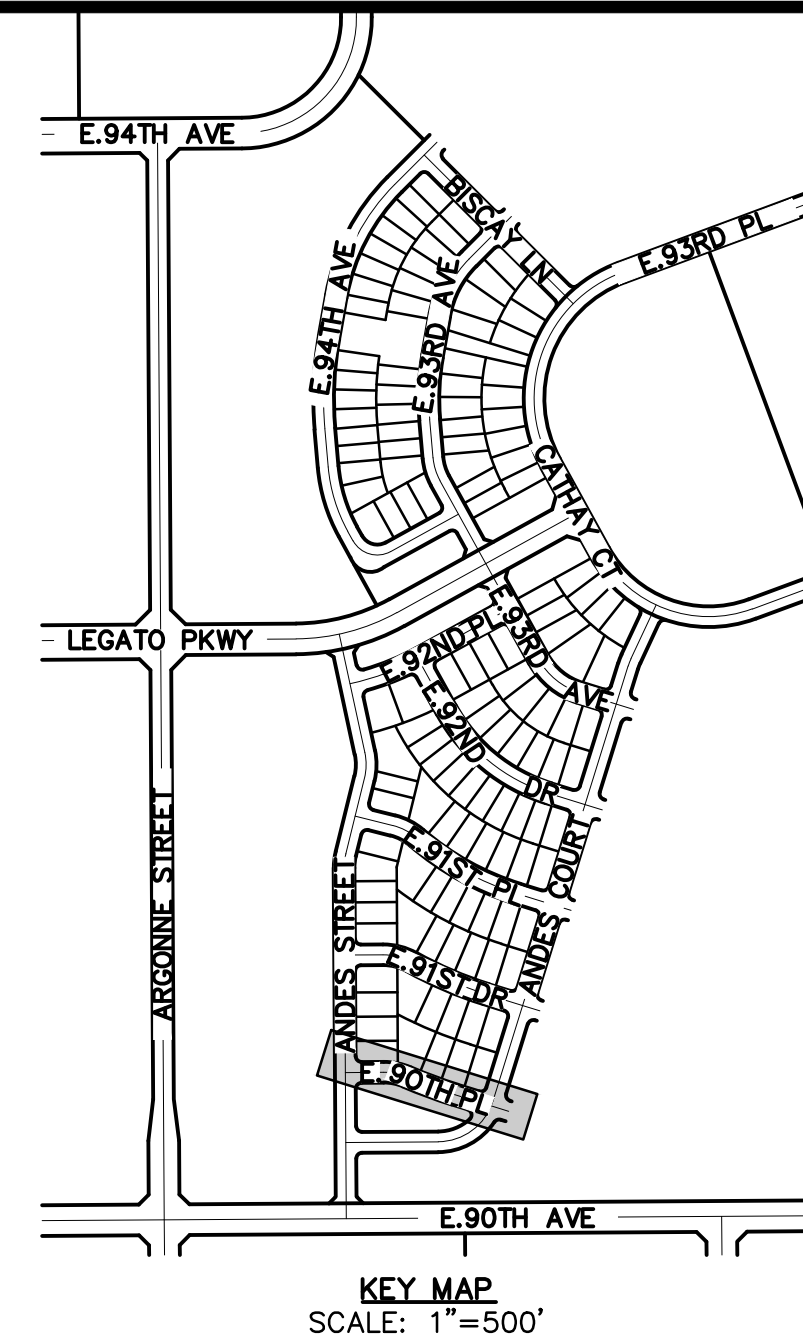 E.94TH AVE
BISCAY LN
E.93RD PL
E.94TH AVE
E.93RD AVE
CATHAY CT
LEGATO PKWY
E.92ND PL
E.93RD AVE
E.92ND DR
ARGONNE STREET
E.91ST PL
ANDES COURT
ANDES STREET
E.91ST DR
E.90TH PL
E.90TH AVE
KEY MAP
SCALE: 1"=500'